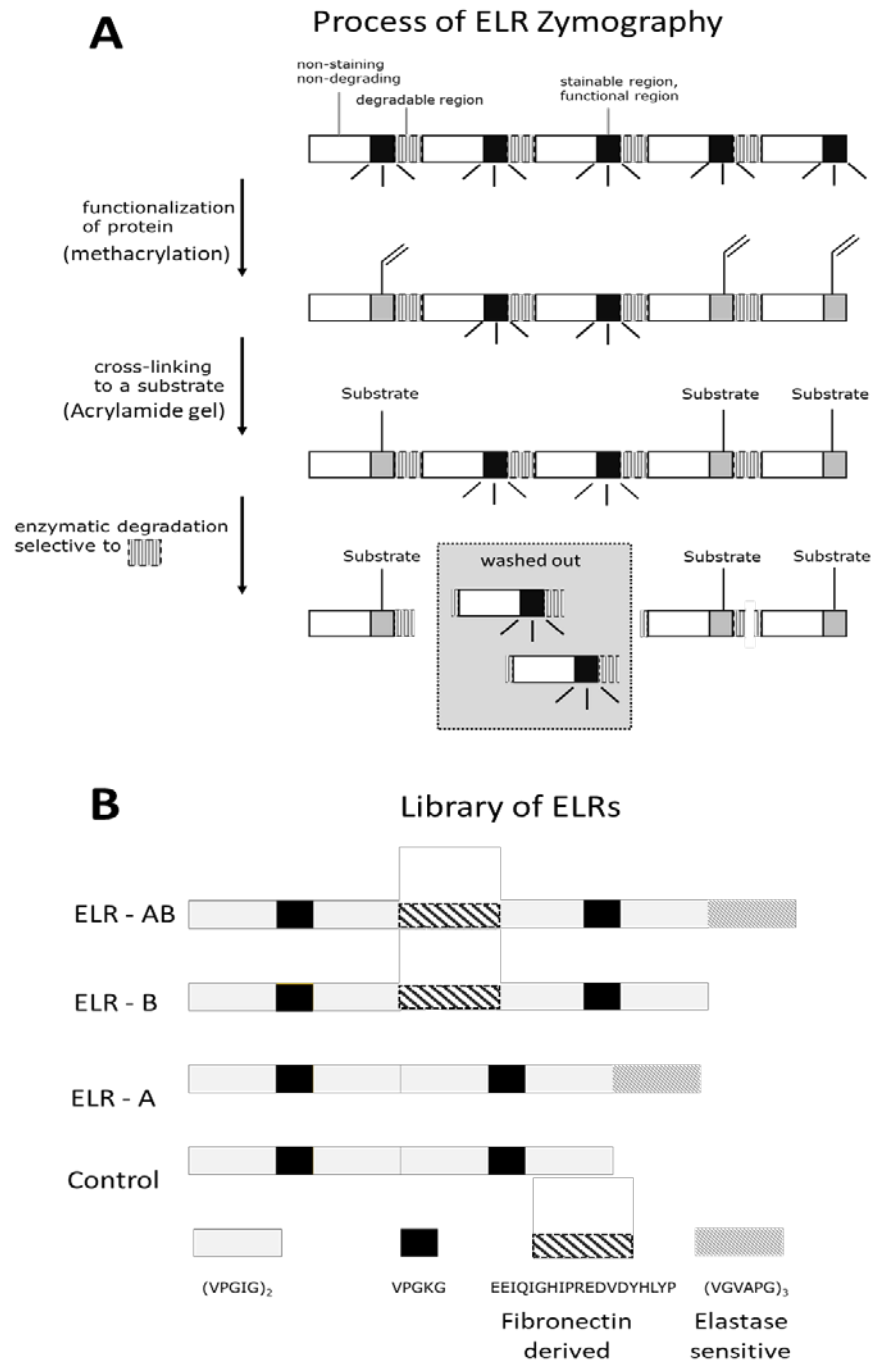 A
Process of ELR Zymography
non-staining
non-degrading
degradable region
stainable region,
functional region
functionalization
of protein
(methacrylation)
cross-linking
to a substrate
(Acrylamide gel)
Substrate
Substrate
Substrate
enzymatic degradation
selective to
Substrate
washed out
Substrate
Substrate
B
Library of ELRs
ELR - AB
ELR - B
ELR - A
Control
(VPGIG)2
VPGKG
EEIQIGHIPREDVDYHLYP
(VGVAPG)3
Fibronectin
derived
Elastase
sensitive